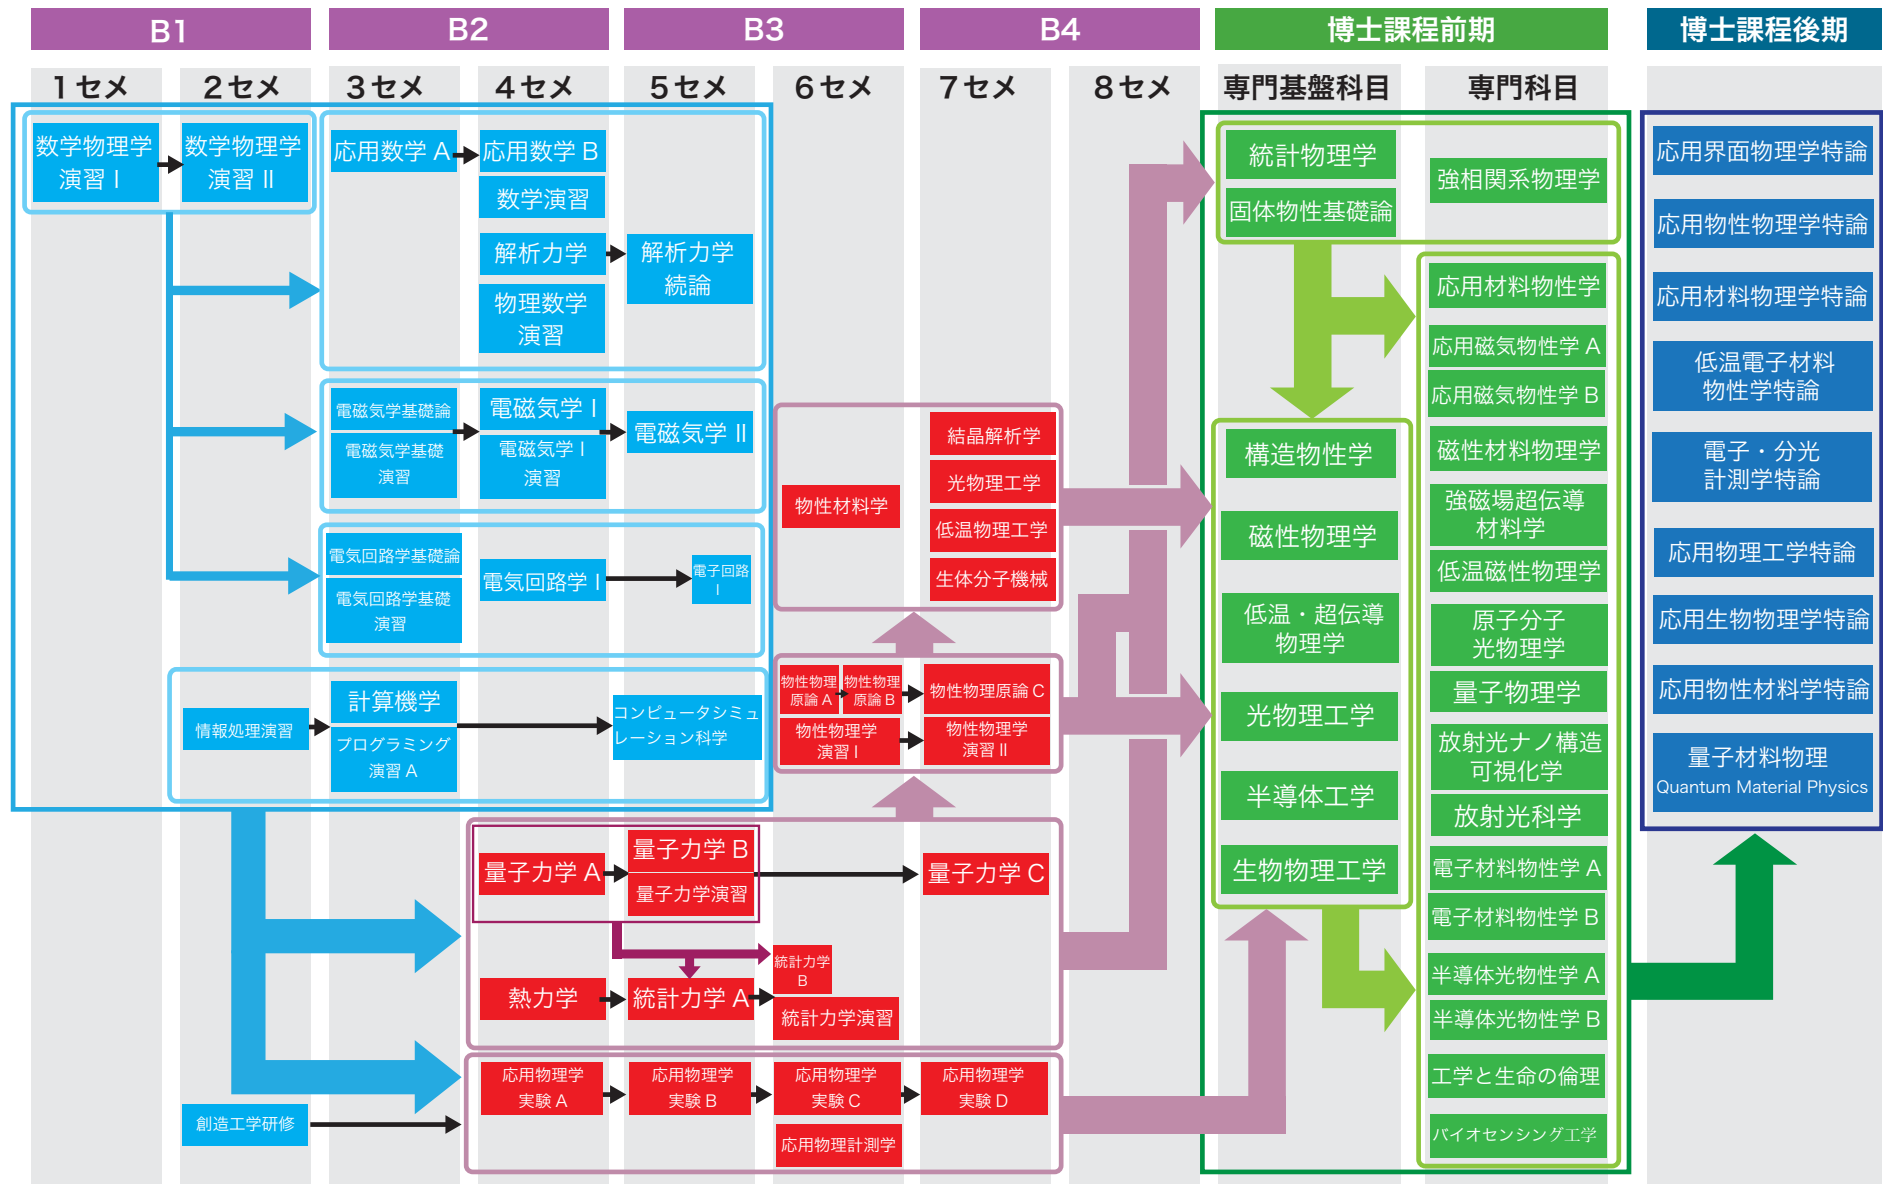 B1
B2
B3
B4
博士課程前期
博士課程後期
1セメ
2セメ
3セメ
4セメ
5セメ
6セメ
7セメ
8セメ
専門基盤科目
専門科目
数学物理学
演習 I
数学物理学
演習 II
応用数学 A
応用数学 B
数学演習
解析力学
解析力学
続論
物理数学
演習
電磁気学基礎論
電磁気学基礎
演習
電磁気学 I
電磁気学 I
演習
電磁気学 II
電気回路学基礎論
電気回路学基礎
演習
電気回路学 I
電子回路
I
情報処理演習
計算機学
プログラミング
演習 A
コンピュータシミュ
レーション科学
創造工学研修
物性材料学
結晶解析学
光物理工学
低温物理工学
生体分子機械
物性物理
原論 A
物性物理
原論 B
物性物理原論 C
物性物理学
演習 I
物性物理学
演習 II
量子力学 A
量子力学 B
量子力学演習
量子力学 C
熱力学
統計力学 A
統計力学
B
統計力学演習
応用物理学
実験 A
応用物理学
実験 B
応用物理学
実験 C
応用物理学
実験 D
応用物理計測学
統計物理学
固体物性基礎論
強相関系物理学
構造物性学
磁性物理学
低温・超伝導
物理学
光物理工学
半導体工学
生物物理工学
応用材料物性学
応用磁気物性学 A
応用磁気物性学 B
磁性材料物理学
強磁場超伝導
材料学
低温磁性物理学
原子分子
光物理学
量子物理学
放射光ナノ構造
可視化学
放射光科学
電子材料物性学 A
電子材料物性学 B
半導体光物性学 A
半導体光物性学 B
工学と生命の倫理
バイオセンシング工学
応用界面物理学特論
応用物性物理学特論
応用材料物理学特論
低温電子材料
物性学特論
電子・分光
計測学特論
応用物理工学特論
応用生物物理学特論
応用物性材料学特論
量子材料物理
Quantum Material Physics